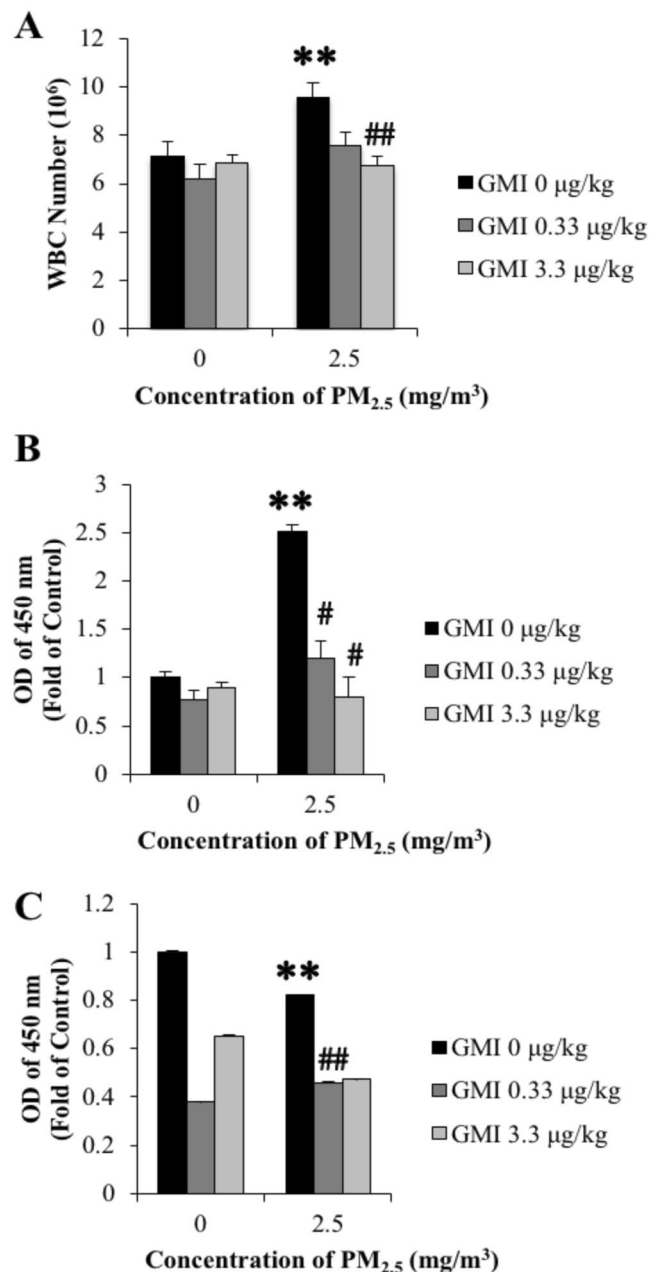 A
WBC Number (10⁶)
12
10
8
6
4
2
0
**
##
0
2.5
Concentration of PM₂.₅ (mg/m³)
GMI 0 µg/kg
GMI 0.33 µg/kg
GMI 3.3 µg/kg
B
OD of 450 nm
(Fold of Control)
3
2.5
2
1.5
1
0.5
0
**
#
#
0
2.5
Concentration of PM₂.₅ (mg/m³)
GMI 0 µg/kg
GMI 0.33 µg/kg
GMI 3.3 µg/kg
C
OD of 450 nm
(Fold of Control)
1.2
1
0.8
0.6
0.4
0.2
0
**
##
0
2.5
Concentration of PM₂.₅ (mg/m³)
GMI 0 µg/kg
GMI 0.33 µg/kg
GMI 3.3 µg/kg